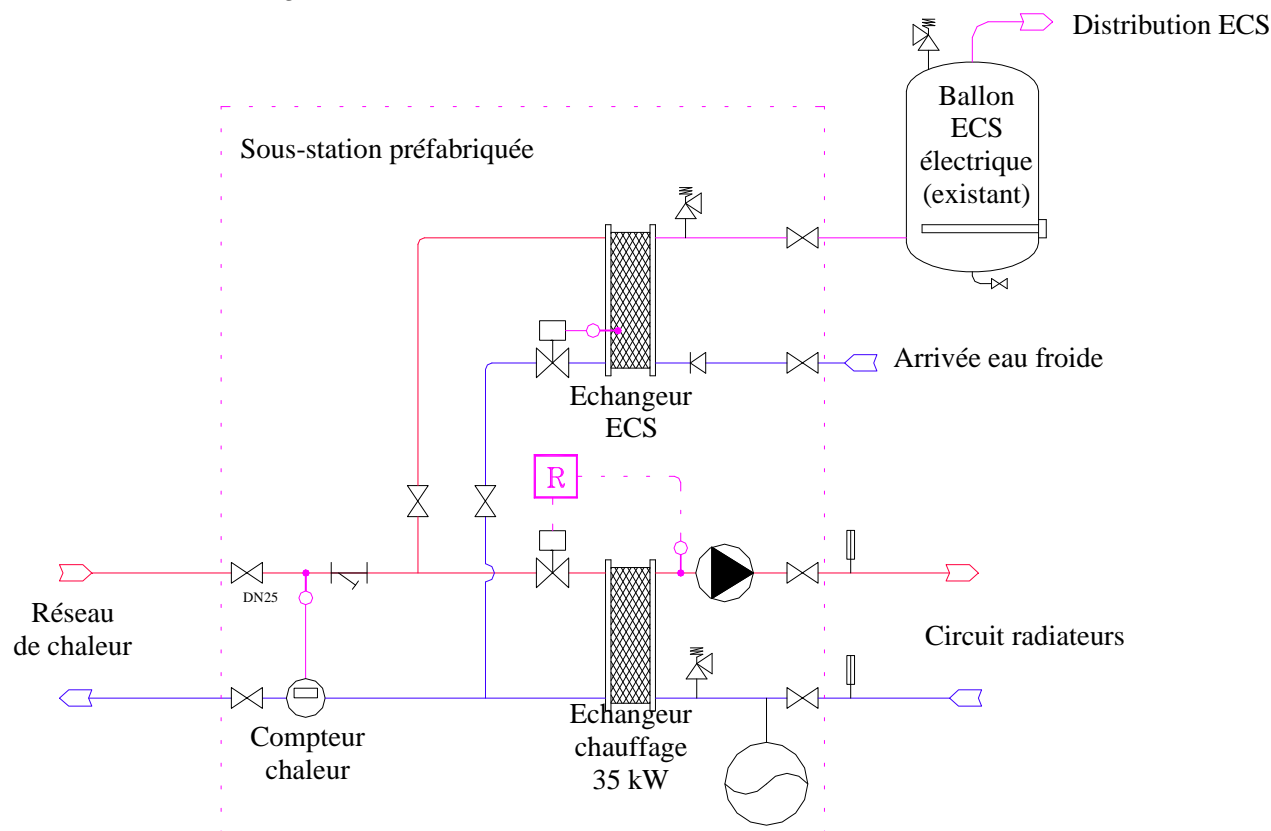 Distribution ECS
Ballon
ECS
électrique
(existant)
Sous-station préfabriquée
Arrivée eau froide
Echangeur
ECS
R
DN25
Réseau
de chaleur
Circuit radiateurs
Compteur
chaleur
Echangeur
chauffage
35 kW